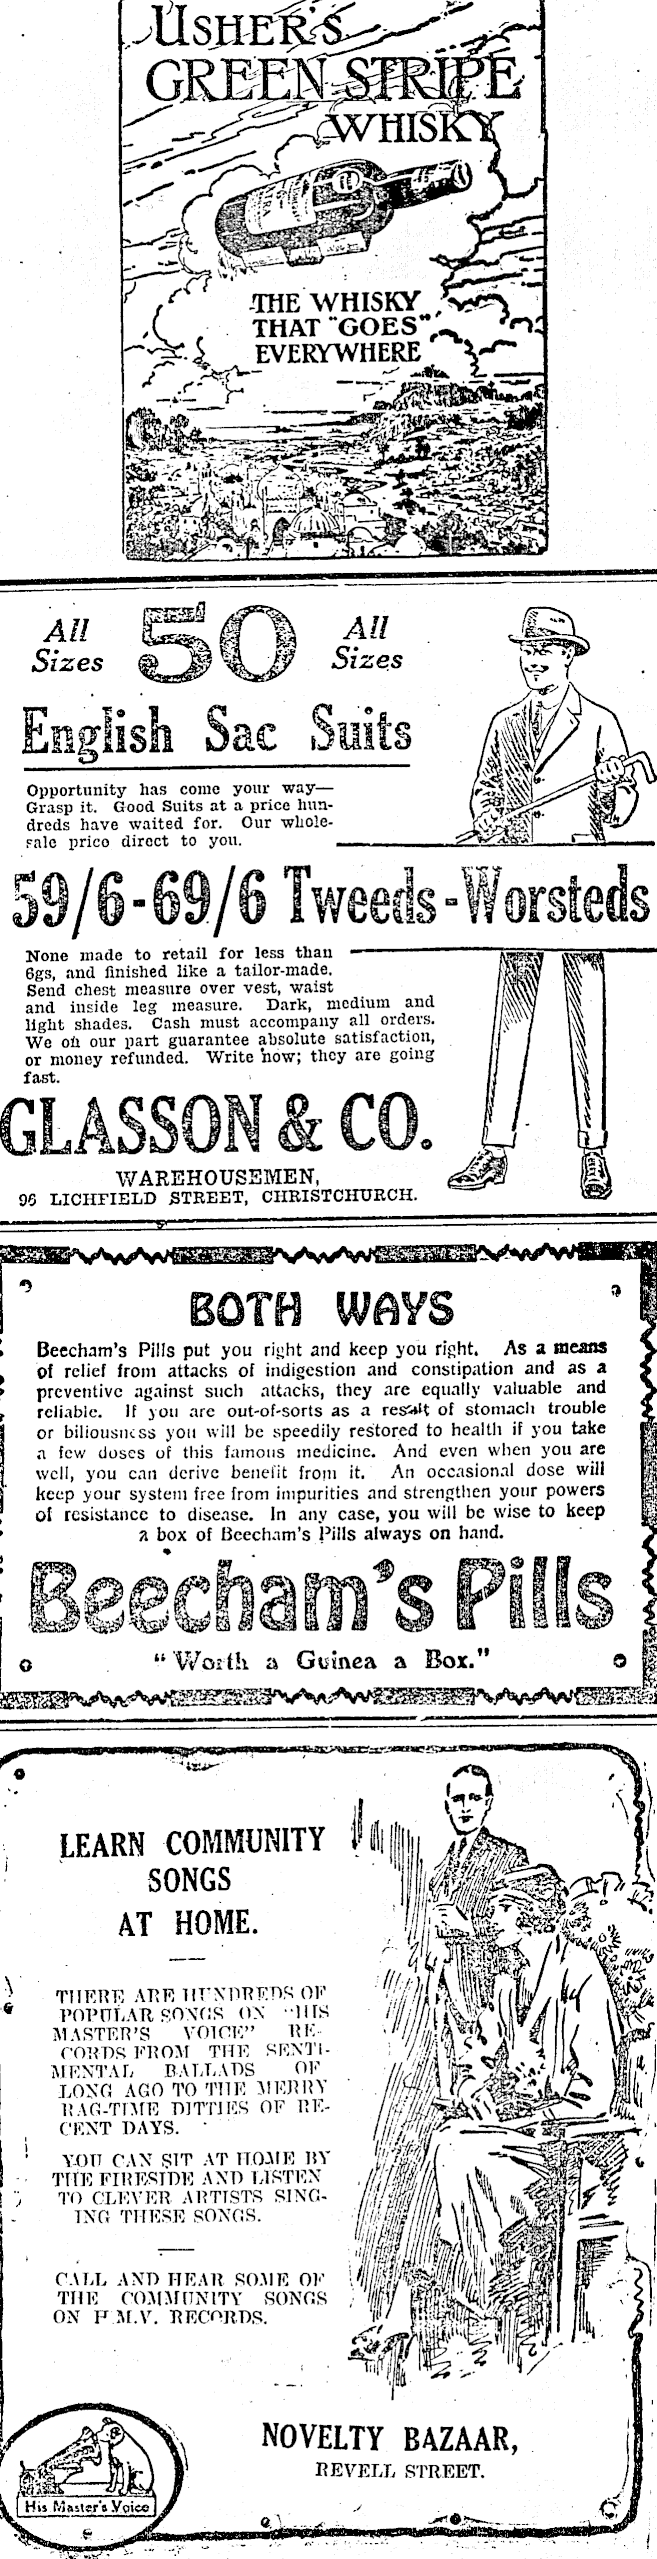 USHER'S
GREEN STRIPE
WHISKY
THE WHISKY
THAT "GOES"
EVERYWHERE
All Sizes 50 All Sizes
English Sac Suits
Opportunity has come your way—
Grasp it. Good Suits at a price hun-
dreds have waited for. Our whole-
sale price direct to you.
59/6-69/6 Tweeds-Worsteds
None made to retail for less than
6gs, and finished like a tailor-made.
Send chest measure over vest, waist
and inside leg measure. Dark, medium and
light shades. Cash must accompany all orders.
We on our part guarantee absolute satisfaction,
or money refunded. Write now; they are going
fast.
GLASSON & CO.
WAREHOUSEMEN,
96 LICHFIELD STREET, CHRISTCHURCH.
BOTH WAYS
Beecham's Pills put you right and keep you right. As a means
of relief from attacks of indigestion and constipation and as a
preventive against such attacks, they are equally valuable and
reliable. If you are out-of-sorts as a result of stomach trouble
or biliousness you will be speedily restored to health if you take
a few doses of this famous medicine. And even when you are
well, you can derive benefit from it. An occasional dose will
keep your system free from impurities and strengthen your powers
of resistance to disease. In any case, you will be wise to keep
a box of Beecham's Pills always on hand.
Beecham's Pills
"Worth a Guinea a Box."
LEARN COMMUNITY
SONGS
AT HOME.
THERE ARE HUNDREDS OF
POPULAR SONGS ON "HIS
MASTER'S VOICE" RE-
CORDS FROM THE SENTI-
MENTAL BALLADS OF
LONG AGO TO THE MERRY
RAG-TIME DITTIES OF RE-
CENT DAYS.
YOU CAN SIT AT HOME BY
THE FIRESIDE AND LISTEN
TO CLEVER ARTISTS SING-
ING THESE SONGS.
CALL AND HEAR SOME OF
THE COMMUNITY SONGS
ON H.M.V. RECORDS.
NOVELTY BAZAAR,
REVELL STREET.
His Master's Voice